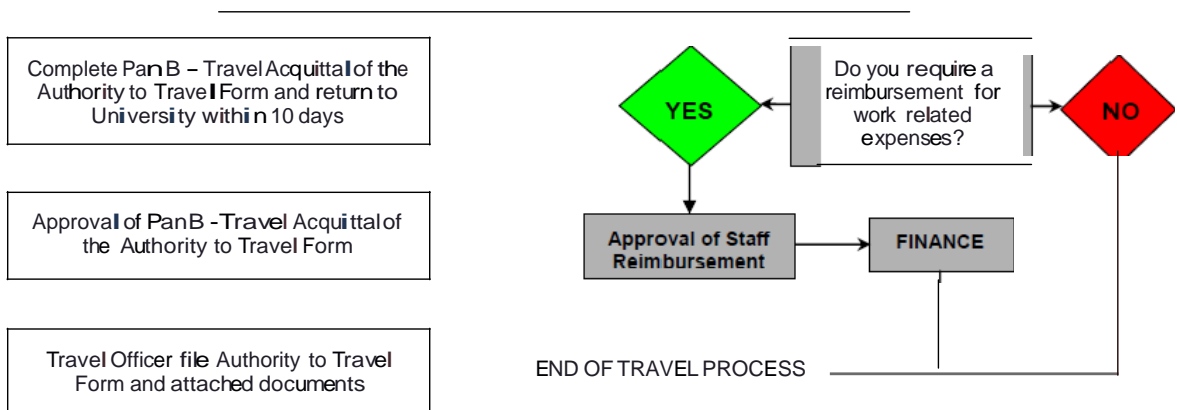 Complete Pan B – Travel Acquittal of the
Authority to Travel Form and return to
University within 10 days
Approval of Pan B - Travel Acquittal of
the Authority to Travel Form
Travel Officer file Authority to Travel
Form and attached documents
YES
Do you require a
reimbursement for
work related
expenses?
NO
Approval of Staff
Reimbursement
FINANCE
END OF TRAVEL PROCESS